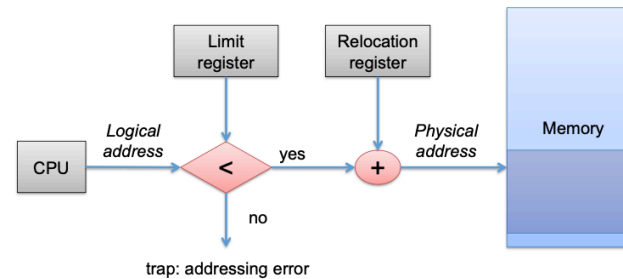 Limit
register
Relocation
register
Logical
address
Physical
address
Memory
CPU
<
yes
+
no
trap: addressing error